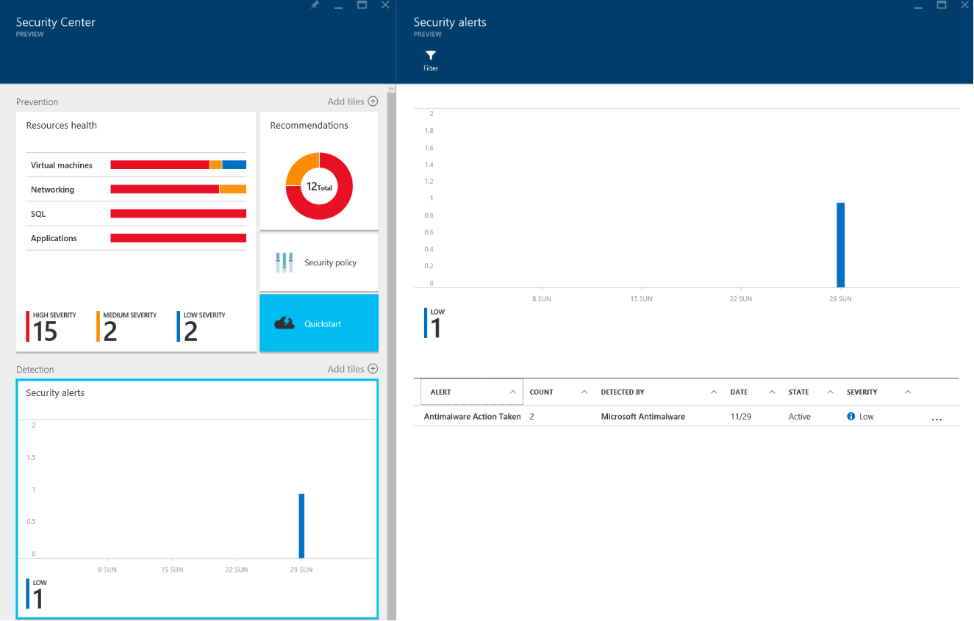 Security Center
PREVIEW
Prevention
Add tiles
Resources health
Virtual machines
Networking
SQL
Applications
HIGH SEVERITY
15
MEDIUM SEVERITY
2
LOW SEVERITY
2
Recommendations
12 Total
Security policy
Quickstart
Detection
Add tiles
Security alerts
2
1.5
1
0.5
0
8 SUN 15 SUN 22 SUN 29 SUN
LOW
1
Security alerts
PREVIEW
Filter
2
1.8
1.6
1.4
1.2
1
0.8
0.6
0.4
0.2
0
8 SUN 15 SUN 22 SUN 29 SUN
LOW
1
ALERT COUNT DETECTED BY DATE STATE SEVERITY
Antimalware Action Taken 2 Microsoft Antimalware 11/29 Active Low ...